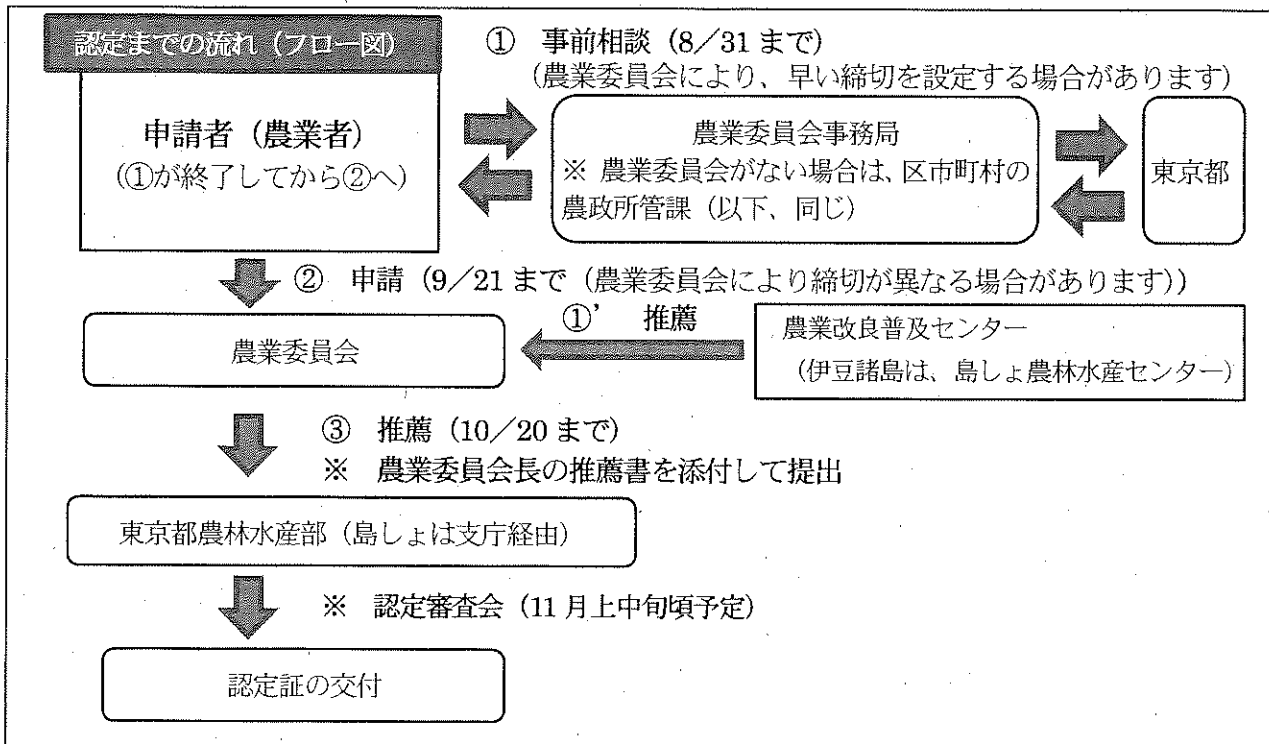 認定までの流れ（フロー図）
① 事前相談（8／31まで）
（農業委員会により、早い締切を設定する場合があります）
申請者（農業者）
（①が終了してから②へ）
農業委員会事務局
※ 農業委員会がない場合は、区市町村の
農政所管課（以下、同じ）
東京都
② 申請（9／21まで（農業委員会により締切が異なる場合があります））
農業委員会
①’ 推薦
農業改良普及センター
（伊豆諸島は、島しょ農林水産センター）
③ 推薦（10／20まで）
※ 農業委員会長の推薦書を添付して提出
東京都農林水産部（島しょは支庁経由）
※ 認定審査会（11月上中旬頃予定）
認定証の交付